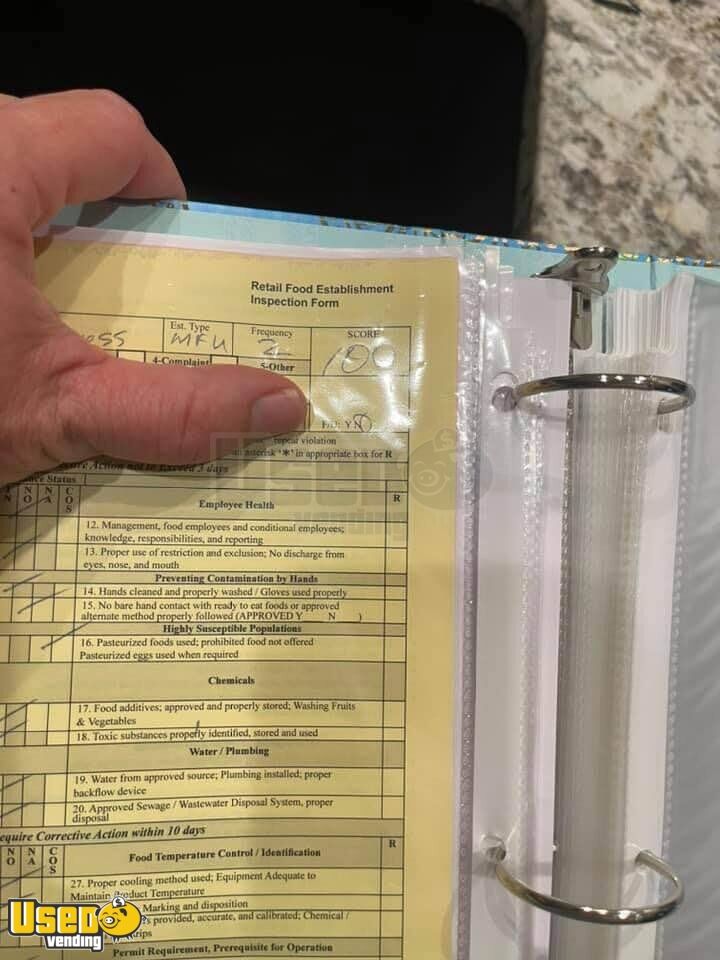 Retail Food Establishment
Inspection Form
Est. Type
Frequency
SCORE
MFU
2
100
4-Complaint
5-Other
F/U: Y N
repeat violation
an asterisk '*' in appropriate box for R
Action not to Exceed 3 days
Status
N
N O
N A
C O S
R
Employee Health
12. Management, food employees and conditional employees;
knowledge, responsibilities, and reporting
13. Proper use of restriction and exclusion; No discharge from
eyes, nose, and mouth
Preventing Contamination by Hands
14. Hands cleaned and properly washed / Gloves used properly
15. No bare hand contact with ready to eat foods or approved
alternate method properly followed (APPROVED Y N )
Highly Susceptible Populations
16. Pasteurized foods used; prohibited food not offered
Pasteurized eggs used when required
Chemicals
17. Food additives; approved and properly stored; Washing Fruits
& Vegetables
18. Toxic substances properly identified, stored and used
Water / Plumbing
19. Water from approved source; Plumbing installed; proper
backflow device
20. Approved Sewage / Wastewater Disposal System, proper
disposal
Corrective Action within 10 days
N O
N A
C O S
R
Food Temperature Control / Identification
27. Proper cooling method used; Equipment Adequate to
Maintain Product Temperature
Marking and disposition
provided, accurate, and calibrated; Chemical /
Permit Requirement, Prerequisite for Operation
USED
vending